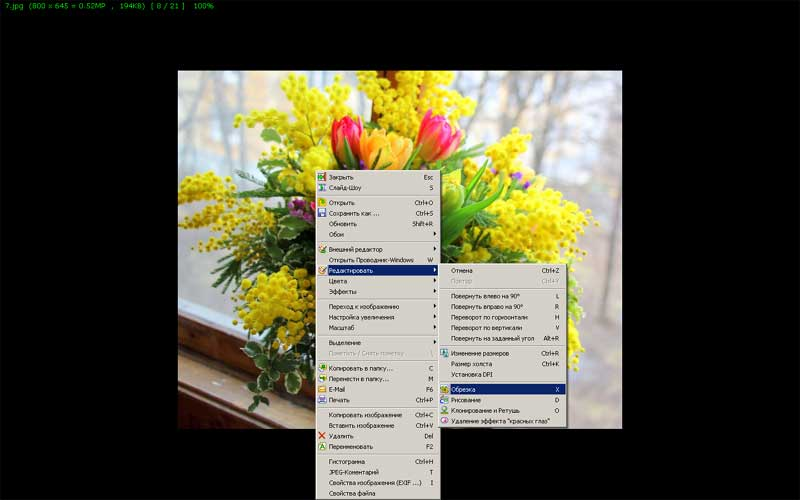 7.jpg (800 x 645 = 0.52MP , 194KB) [ 8 / 21 ] 100%
Закрыть Esc
Слайд-Шоу S
Открыть Ctrl+O
Сохранить как ... Ctrl+S
Обновить Shift+R
Обои
Внешний редактор
Открыть Проводник-Windows W
Редактировать
Цвета
Эффекты
Переход к изображению
Настройка увеличения
Масштаб
Выделение
Пометить / Снять пометку \
Копировать в папку... C
Перенести в папку... M
E-Mail F6
Печать Ctrl+P
Копировать изображение Ctrl+C
Вставить изображение Ctrl+V
Удалить Del
Переименовать F2
Гистограмма Ctrl+H
JPEG-Коментарий T
Свойства изображения (EXIF ...) I
Свойства файла
Отмена Ctrl+Z
Повтор Ctrl+Y
Повернуть влево на 90° L
Повернуть вправо на 90° R
Переворот по горизонтали H
Переворот по вертикали V
Повернуть на заданный угол Alt+R
Изменение размеров Ctrl+R
Размер холста Ctrl+K
Установка DPI
Обрезка X
Рисование D
Клонирование и Ретушь O
Удаление эффекта "красных глаз"